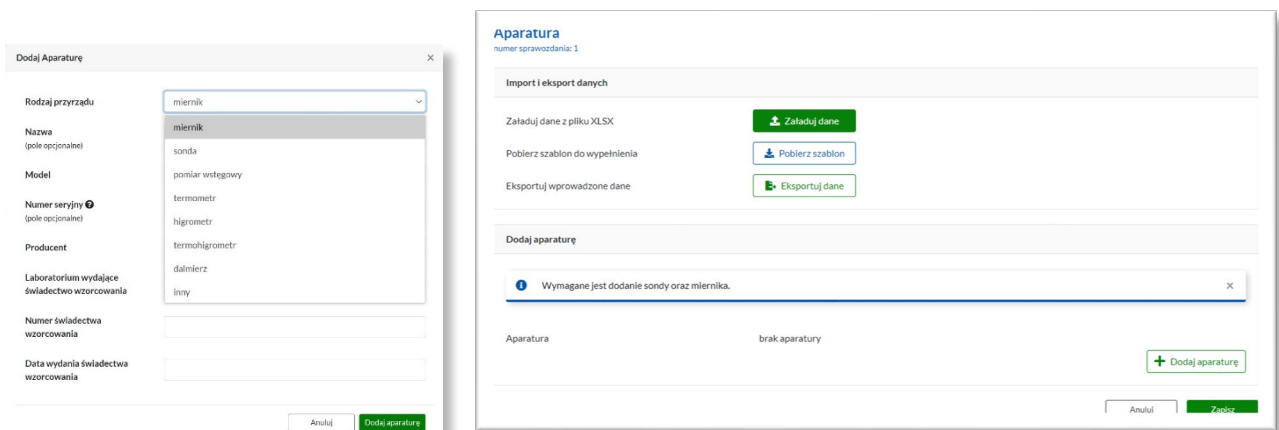 Dodaj Aparaturę ×
Rodzaj przyrządu miernik
miernik
Nazwa
(pole opcjonalne)
sonda
Model pomiar wstęgowy
termometr
Numer seryjny
(pole opcjonalne)
higrometr
Producent termohigrometr
dalmierz
Laboratorium wydające
świadectwo wzorcowania
inny
Numer świadectwa
wzorcowania
Data wydania świadectwa
wzorcowania
Anuluj Dodaj aparaturę
Aparatura
numer sprawozdania: 1
Import i eksport danych
Załaduj dane z pliku XLSX Załaduj dane
Pobierz szablon do wypełnienia Pobierz szablon
Eksportuj wprowadzone dane Eksportuj dane
Dodaj aparaturę
Wymagane jest dodanie sondy oraz miernika. ×
Aparatura brak aparatury
+ Dodaj aparaturę
Anuluj Zapisz